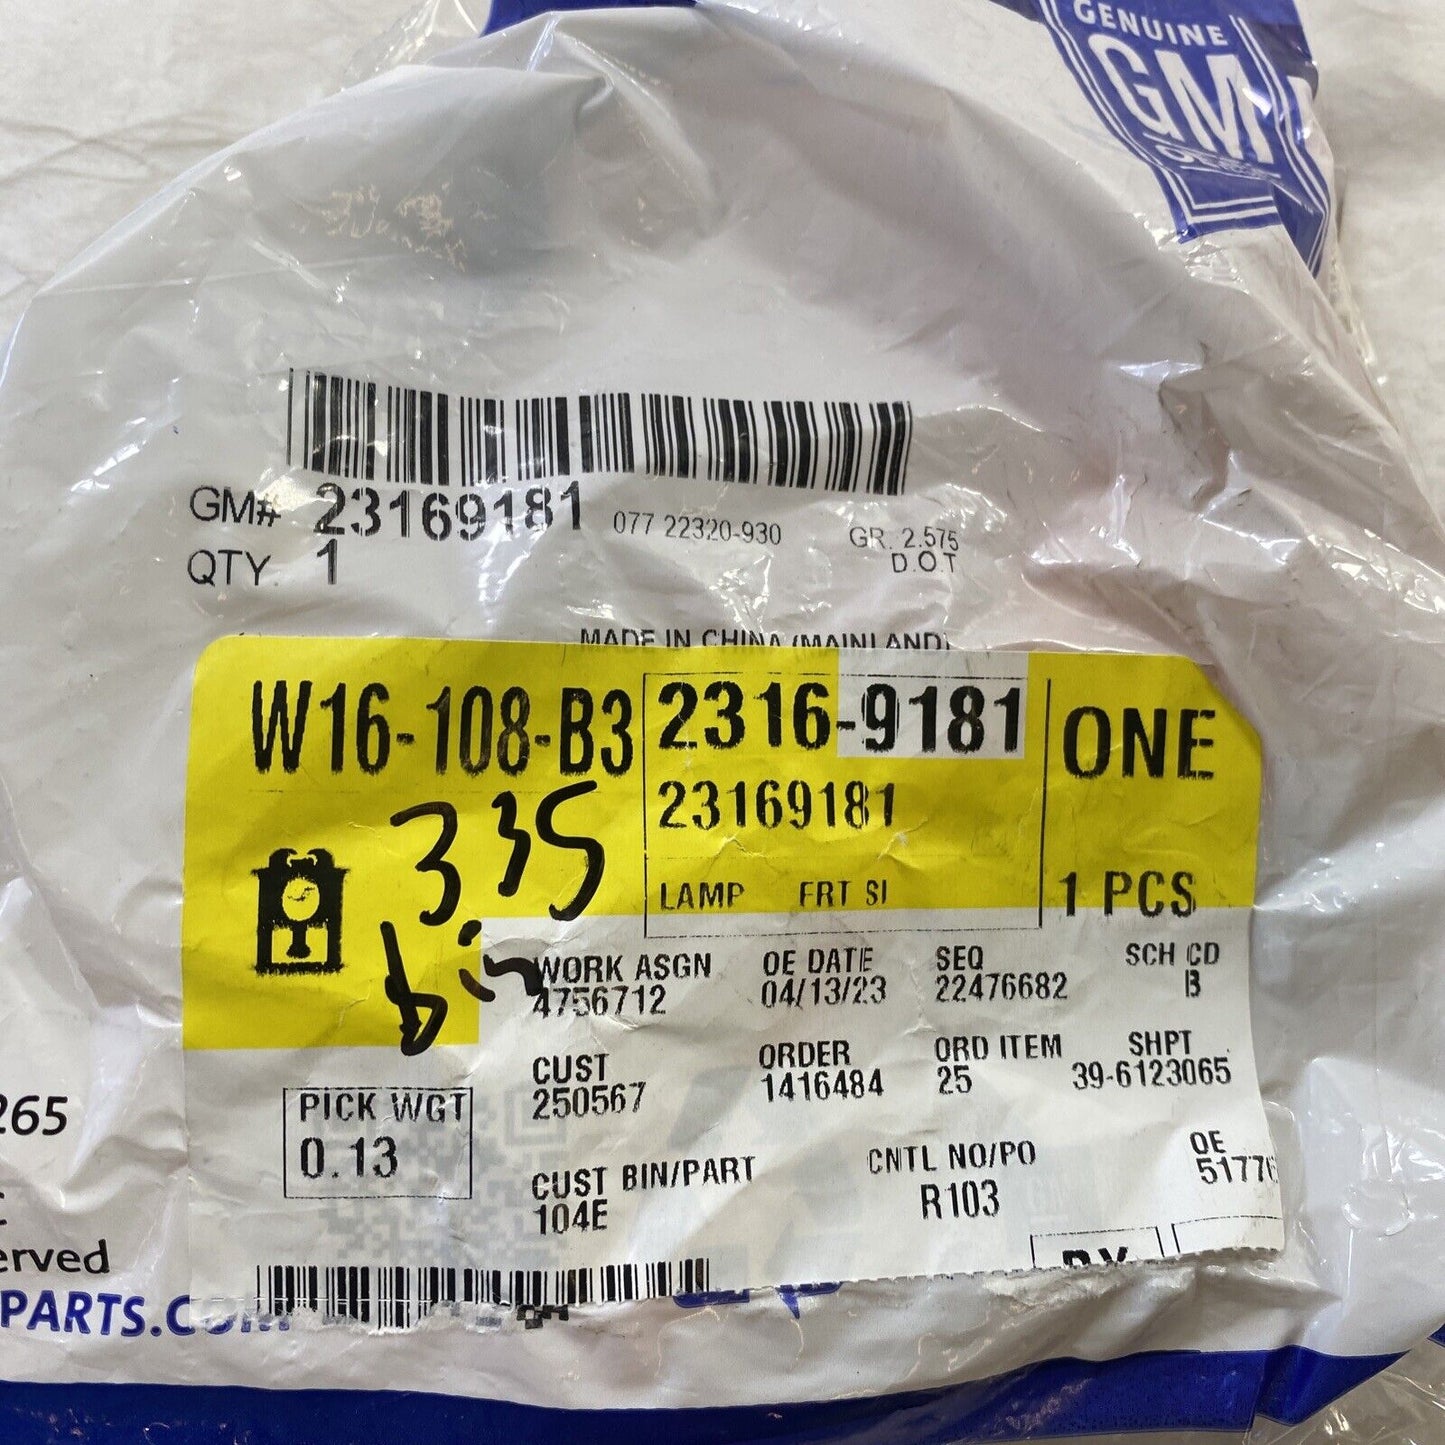 GENUINE
GM
GM# 23169181 077 22320-930 GR. 2.575
QTY. 1 D.O.T
MADE IN CHINA (MAINLAND)
W16-108-B3 2316-9181 ONE
23169181
335
LAMP FRT SI 1 PCS
bin
WORK ASGN OE DATE SEQ SCH CD
4756712 04/13/23 22476682 B
CUST ORDER ORD ITEM SHPT
250567 1416484 25 39-6123065
PICK WGT
0.13
CUST BIN/PART CNTL NO/PO OE
104E R103 51776
265
erved
PARTS.COM